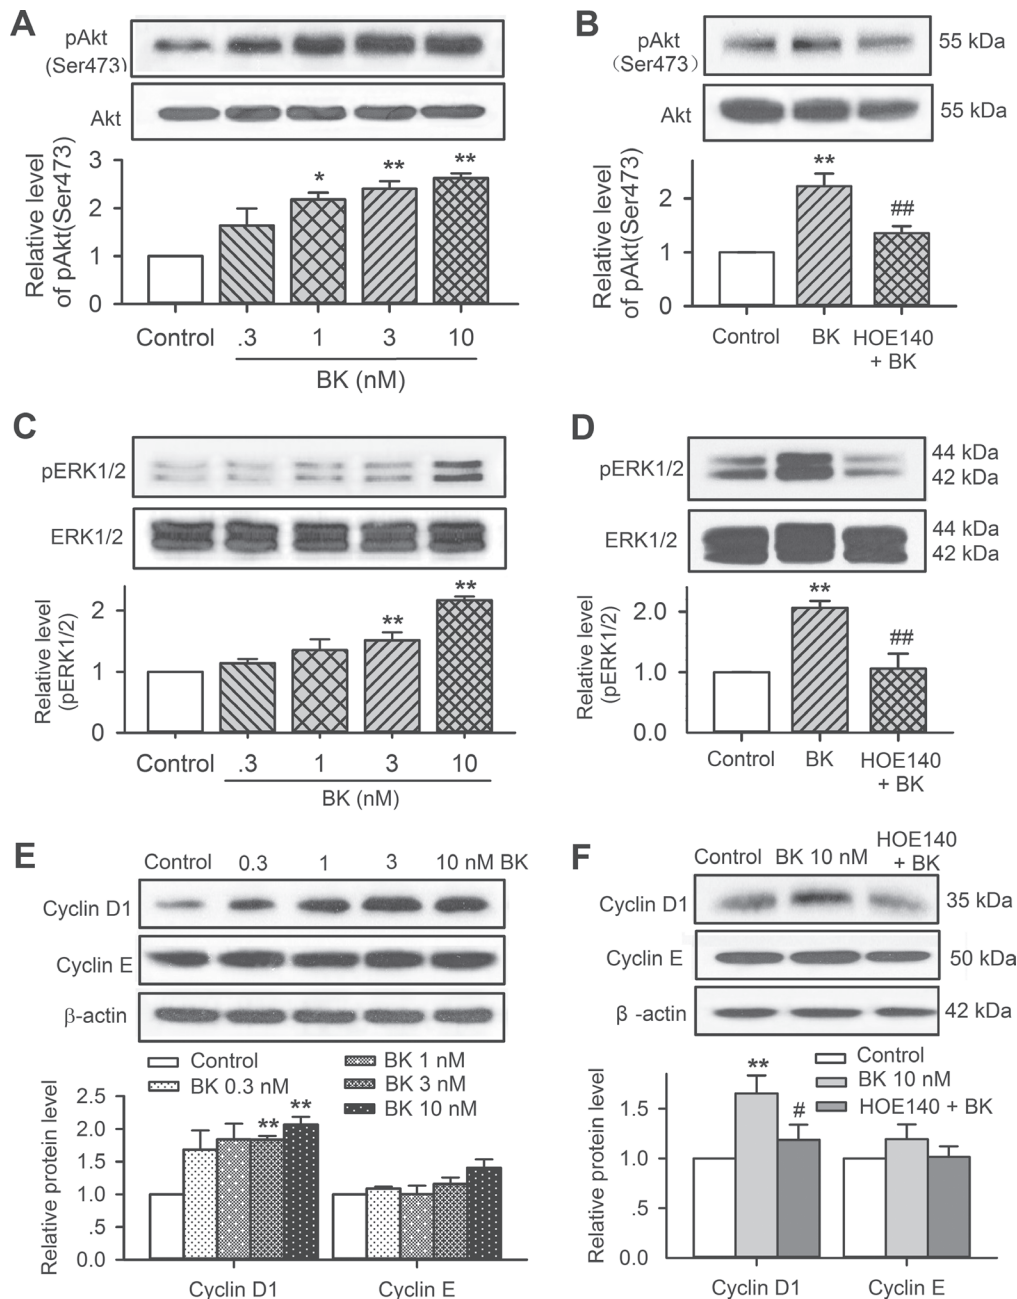 A
pAkt
(Ser473)
Akt
3
2
1
0
Relative level
of pAkt(Ser473)
*
**
**
Control
.3
1
3
10
BK (nM)
B
pAkt
(Ser473)
55 kDa
Akt
55 kDa
2
1
0
Relative level
of pAkt(Ser473)
**
##
Control
BK
HOE140
+ BK
C
pERK1/2
ERK1/2
2
1
0
Relative level
(pERK1/2)
**
**
Control
.3
1
3
10
BK (nM)
D
pERK1/2
44 kDa
42 kDa
ERK1/2
44 kDa
42 kDa
2.0
1.0
0.0
Relative level
(pERK1/2)
**
##
Control
BK
HOE140
+ BK
E
Control 0.3 1 3 10 nM BK
Cyclin D1
Cyclin E
β-actin
Control
BK 0.3 nM
BK 1 nM
BK 3 nM
BK 10 nM
2.5
2.0
1.5
1.0
.5
0.0
Relative protein level
**
**
Cyclin D1
Cyclin E
F
Control BK 10 nM HOE140
+ BK
Cyclin D1
35 kDa
Cyclin E
50 kDa
β -actin
42 kDa
Control
BK 10 nM
HOE140 + BK
1.5
1.0
.5
0.0
Relative protein level
**
#
Cyclin D1
Cyclin E